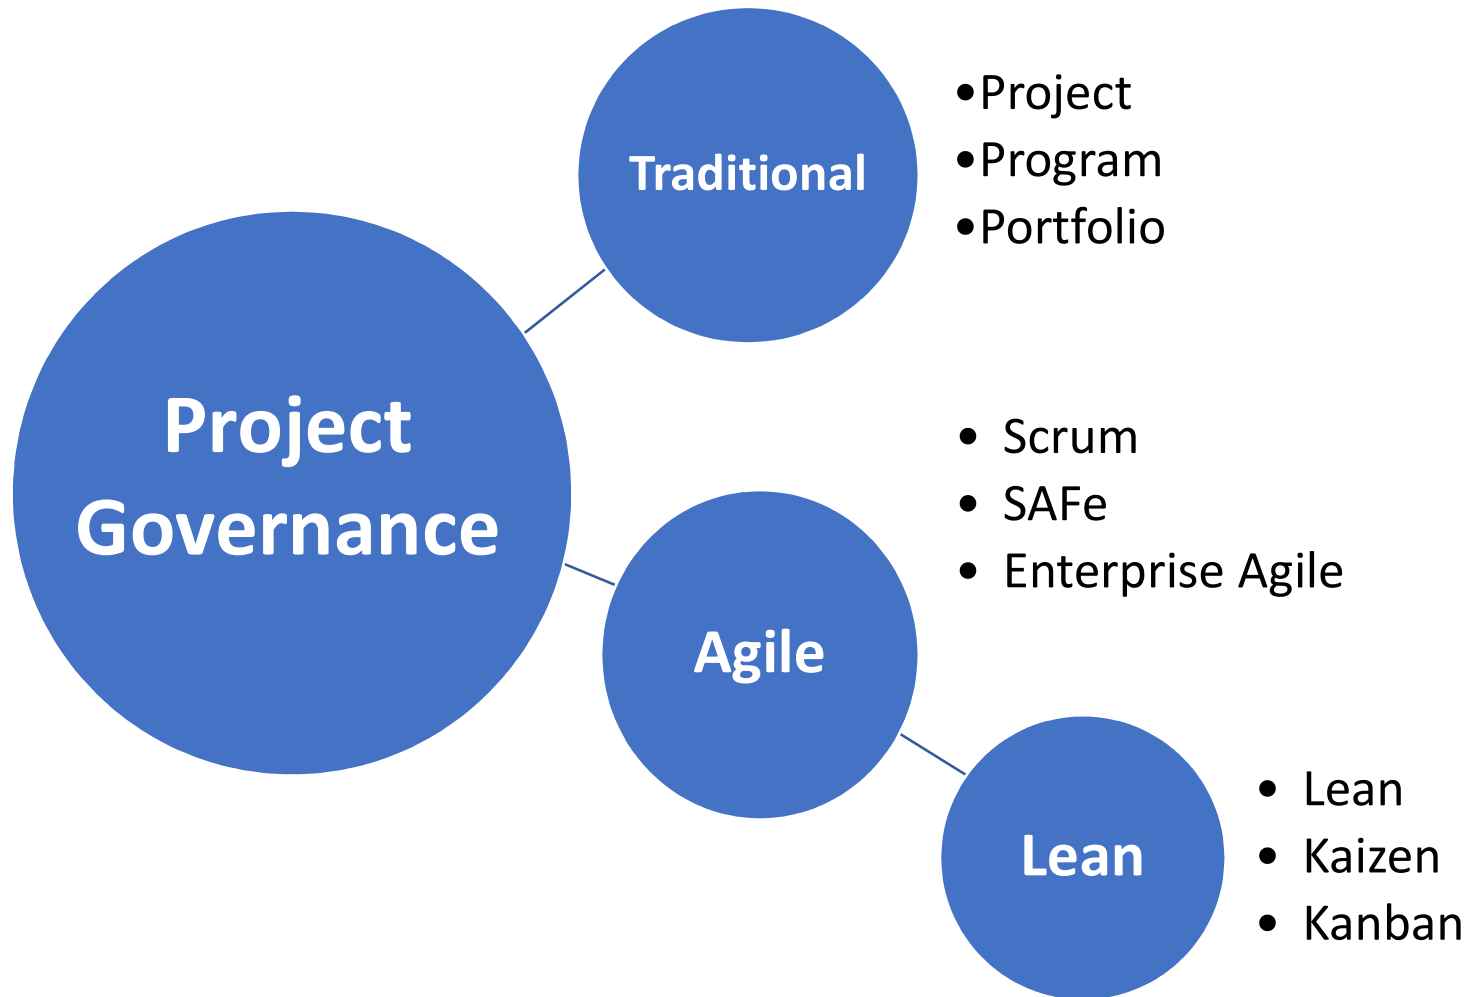 Project
Governance
Traditional
•Project
•Program
•Portfolio
Agile
• Scrum
• SAFe
• Enterprise Agile
Lean
• Lean
• Kaizen
• Kanban